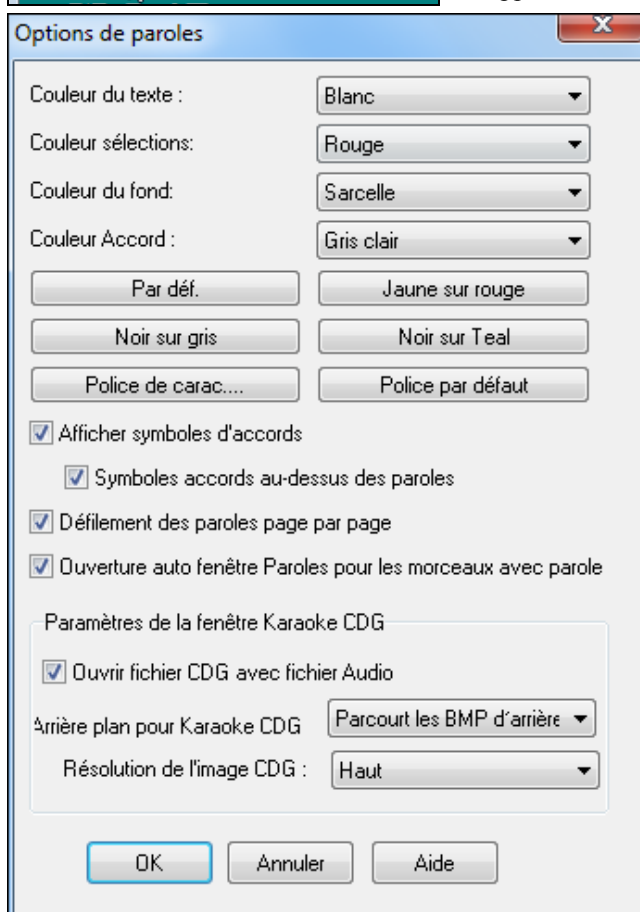 Options de paroles
Couleur du texte : Blanc
Couleur sélections: Rouge
Couleur du fond: Sarcelle
Couleur Accord : Gris clair
Par déf. Jaune sur rouge
Noir sur gris Noir sur Teal
Police de carac.... Police par défaut
Afficher symboles d'accords
Symboles accords au-dessus des paroles
Défilement des paroles page par page
Ouverture auto fenêtre Paroles pour les morceaux avec parole
Paramètres de la fenêtre Karaoke CDG
Ouvrir fichier CDG avec fichier Audio
Arrière plan pour Karaoke CDG Parcourt les BMP d'arrière
Résolution de l'image CDG : Haut
OK Annuler Aide